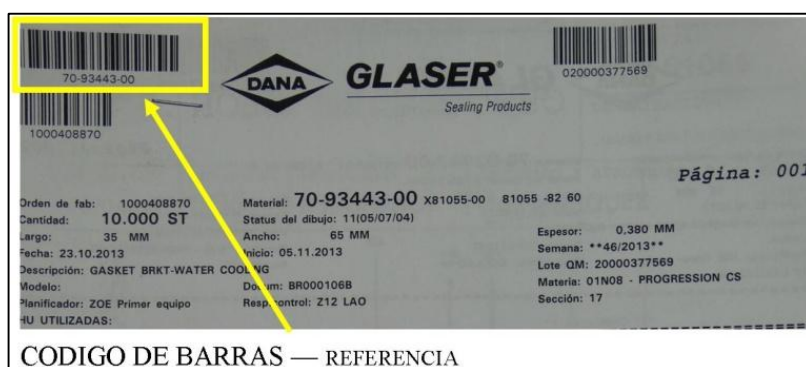 70-93443-00
020000377569
DANA
GLASER®
Sealing Products
1000408870
Página: 001
Orden de fab: 1000408870 Material: 70-93443-00 X81055-00 81055 -82 60
Cantidad: 10.000 ST Status del dibujo: 11(05/07/04)
Largo: 35 MM Ancho: 65 MM Espesor: 0,380 MM
Fecha: 23.10.2013 Inicio: 05.11.2013 Semana: **46/2013**
Descripción: GASKET BRKT-WATER COOLING Lote QM: 20000377569
Modelo: BR000106B Materia: 01N08 - PROGRESSION CS
Planificador: ZOE Primer equipo Resp.control: Z12 LAO Sección: 17
HU UTILIZADAS:
CODIGO DE BARRAS — REFERENCIA